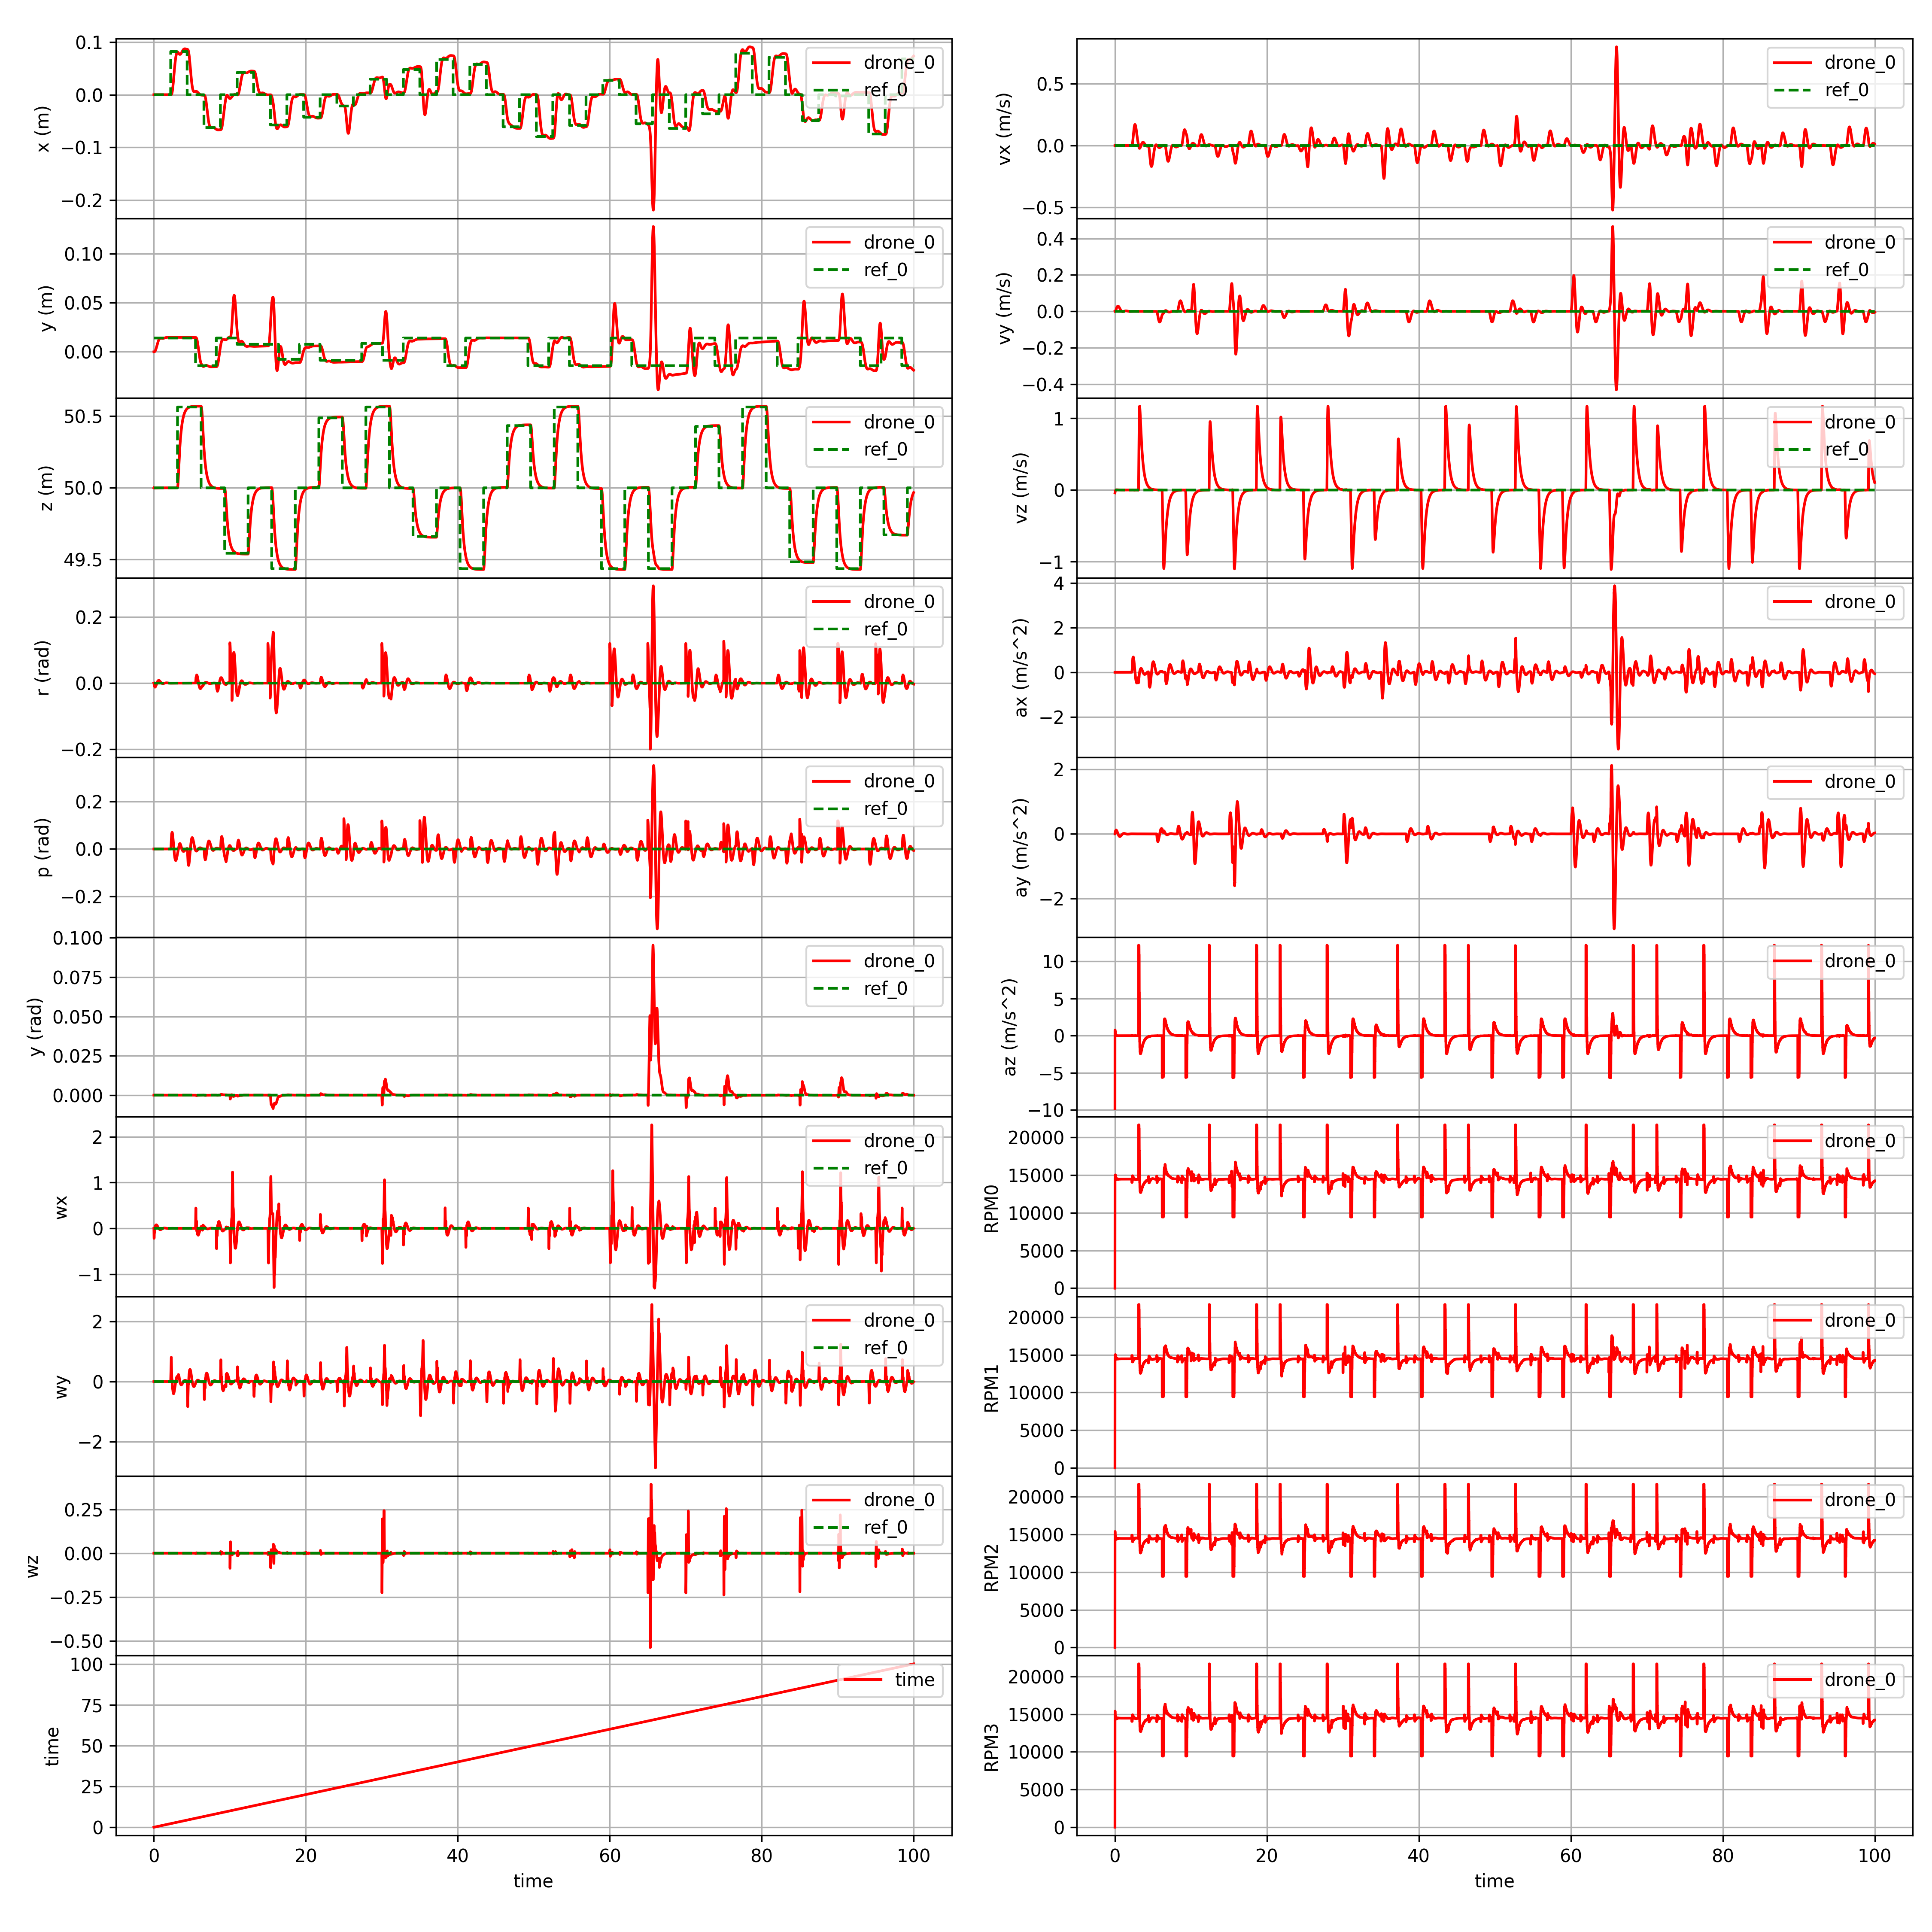 0.1
0.0
−0.1
−0.2
x (m)
drone_0
ref_0
0.10
0.05
0.00
y (m)
drone_0
ref_0
50.5
50.0
49.5
z (m)
drone_0
ref_0
0.2
0.0
−0.2
r (rad)
drone_0
ref_0
0.2
0.0
−0.2
p (rad)
drone_0
ref_0
0.100
0.075
0.050
0.025
0.000
y (rad)
drone_0
ref_0
2
1
0
−1
wx
drone_0
ref_0
2
0
−2
wy
drone_0
ref_0
0.25
0.00
−0.25
−0.50
wz
drone_0
ref_0
100
75
50
25
0
time
time
0 20 40 60 80 100
time
0.5
0.0
−0.5
vx (m/s)
drone_0
ref_0
0.4
0.2
0.0
−0.2
−0.4
vy (m/s)
drone_0
ref_0
1
0
−1
vz (m/s)
drone_0
ref_0
4
2
0
−2
ax (m/s^2)
drone_0
2
0
−2
ay (m/s^2)
drone_0
10
5
0
−5
−10
az (m/s^2)
drone_0
20000
15000
10000
5000
0
RPM0
drone_0
20000
15000
10000
5000
0
RPM1
drone_0
20000
15000
10000
5000
0
RPM2
drone_0
20000
15000
10000
5000
0
RPM3
drone_0
0 20 40 60 80 100
time